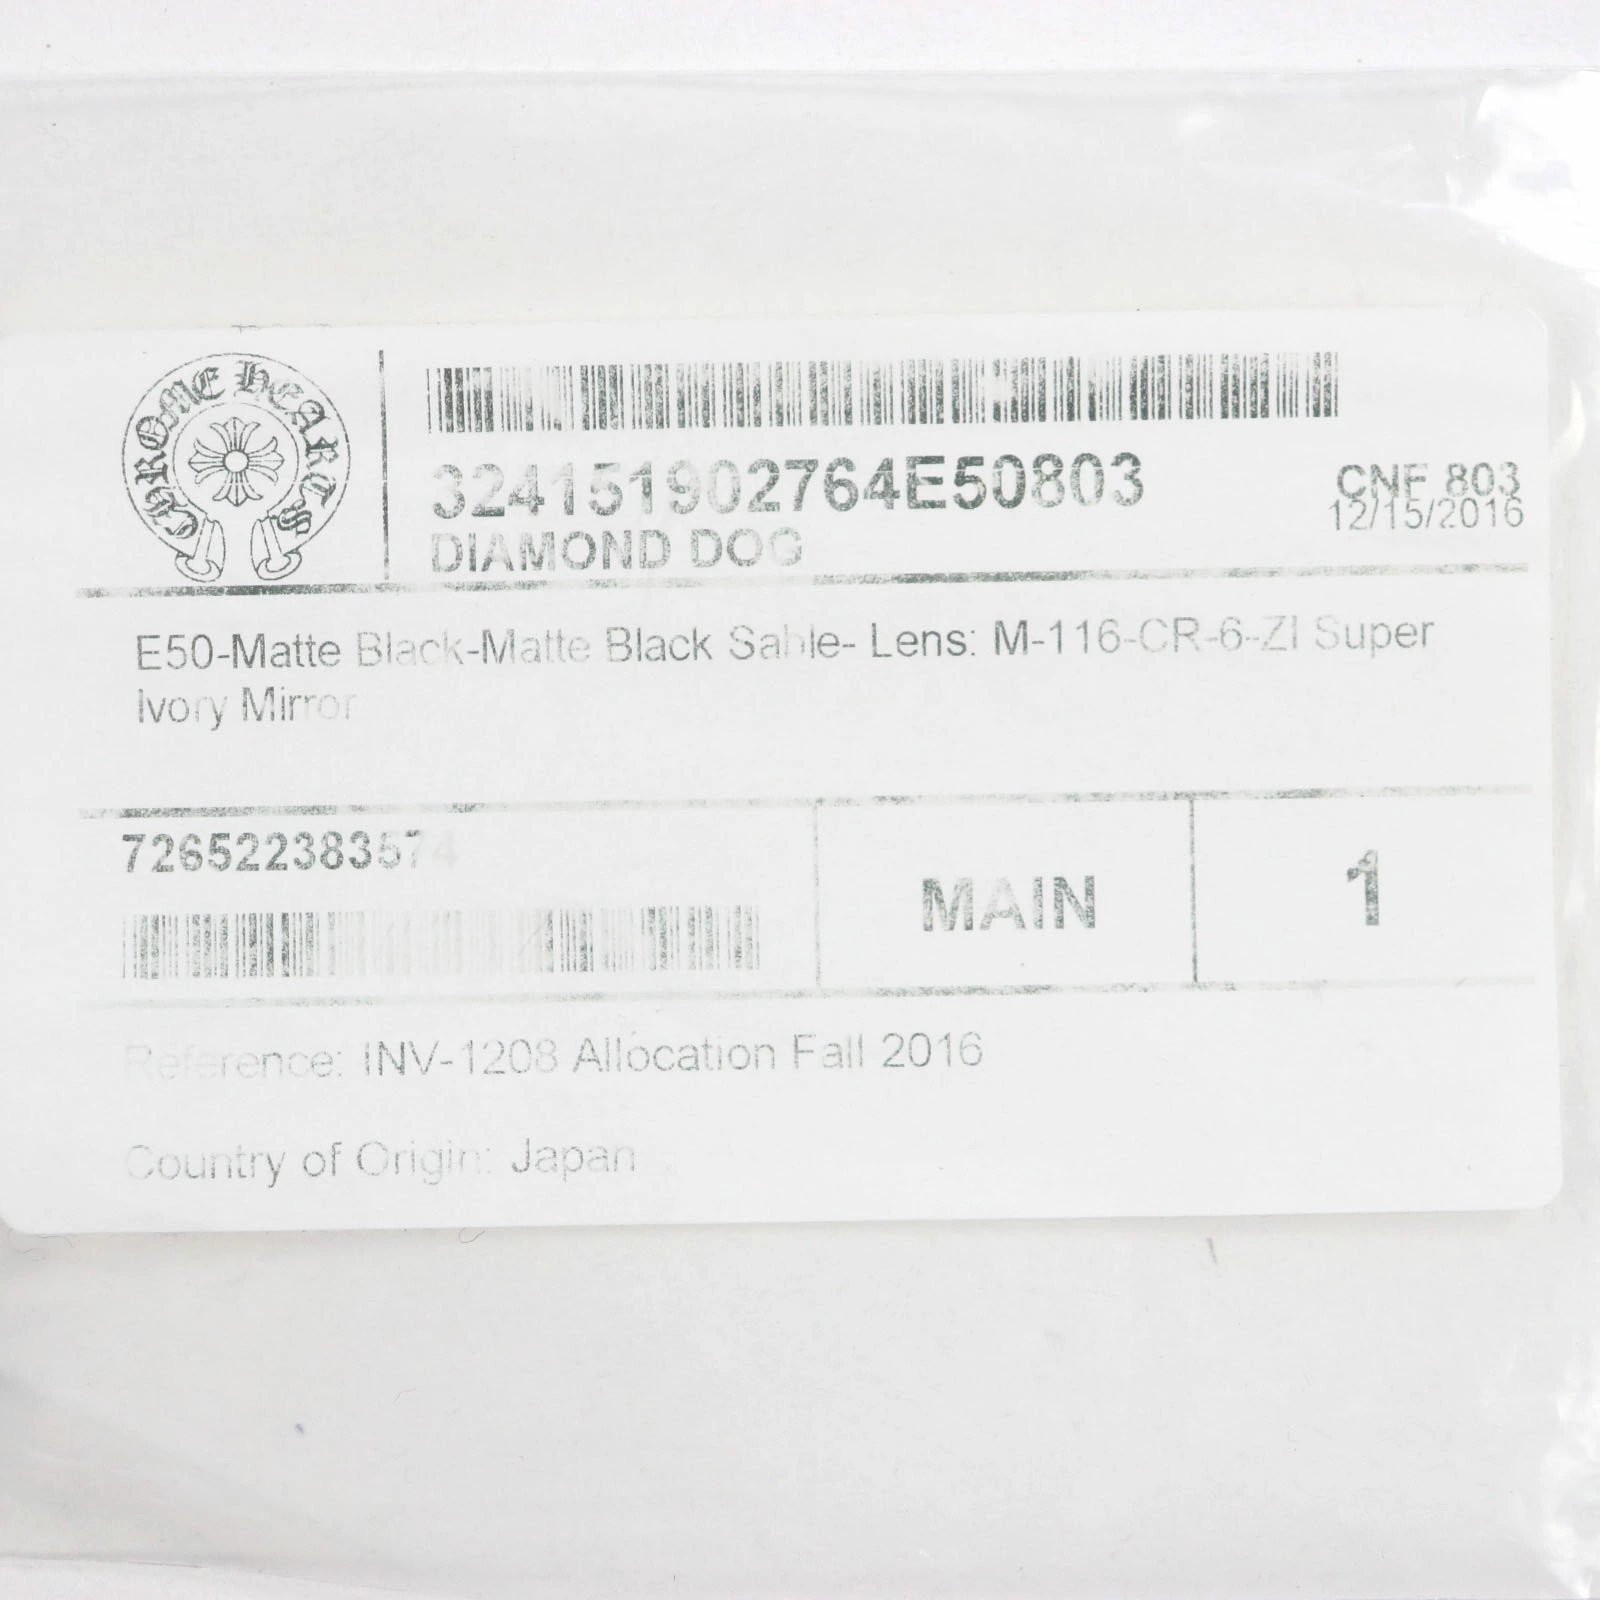 CHROME HEARTS
324151902764E50803
CNF 803
DIAMOND DOG
12/15/2016
E50-Matte Black-Matte Black Sable- Lens: M-116-CR-6-ZI Super
Ivory Mirror
726522383574
MAIN
1
Reference: INV-1208 Allocation Fall 2016
Country of Origin: Japan